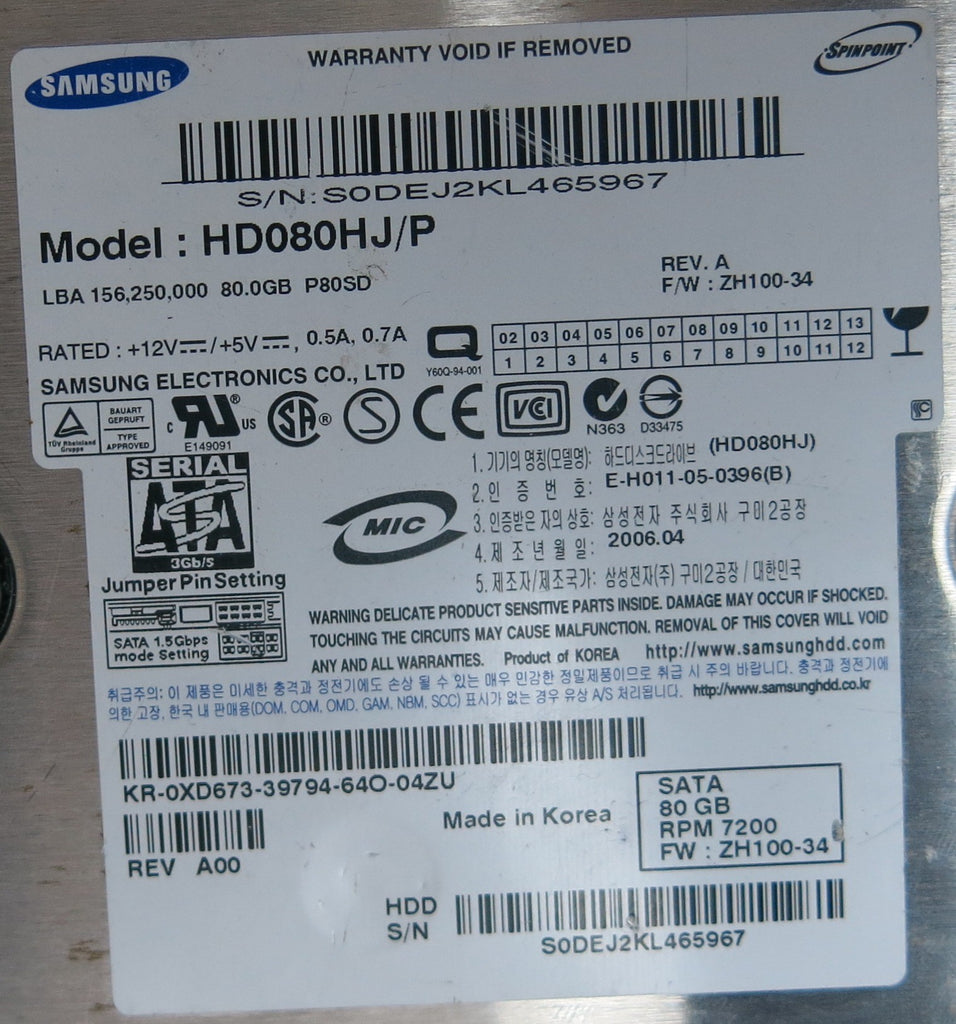 WARRANTY VOID IF REMOVED
SAMSUNG
SPINPOINT
S/N:S0DEJ2KL465967
Model : HD080HJ/P
LBA 156,250,000 80.0GB P80SD
REV. A
F/W : ZH100-34
RATED : +12V⎓/+5V⎓, 0.5A, 0.7A
SAMSUNG ELECTRONICS CO., LTD
Q
Y60Q-94-001
02 03 04 05 06 07 08 09 10 11 12 13
1 2 3 4 5 6 7 8 9 10 11 12
TÜV Rheinland
Gruppe
BAUART
GEPRUFT
TYPE
APPROVED
c RU ® US
E149091
SA ®
S
CE
VCI
N363
D33475
SERIAL
ATA
3Gb/s
Jumper Pin Setting
SATA 1.5Gbps
mode Setting
MIC
1. 기기의 명칭(모델명): 하드디스크드라이브 (HD080HJ)
2. 인 증 번 호: E-H011-05-0396(B)
3. 인증받은 자의 상호: 삼성전자 주식회사 구미2공장
4. 제 조 년 월 일: 2006.04
5. 제조자/제조국가: 삼성전자(주) 구미2공장 / 대한민국
WARNING DELICATE PRODUCT SENSITIVE PARTS INSIDE. DAMAGE MAY OCCUR IF SHOCKED.
TOUCHING THE CIRCUITS MAY CAUSE MALFUNCTION. REMOVAL OF THIS COVER WILL VOID
ANY AND ALL WARRANTIES. Product of KOREA http://www.samsunghdd.com
취급주의: 이 제품은 미세한 충격과 정전기에도 손상 될 수 있는 매우 민감한 정밀제품이므로 취급 시 주의 바랍니다. 충격과 정전기에
의한 고장, 한국 내 판매용(DOM, COM, OMD, GAM, NBM, SCC) 표시가 없는 경우 유상 A/S 처리됩니다. http://www.samsunghdd.co.kr
KR-0XD673-39794-64O-04ZU
REV A00
Made in Korea
SATA
80 GB
RPM 7200
FW : ZH100-34
HDD
S/N
S0DEJ2KL465967